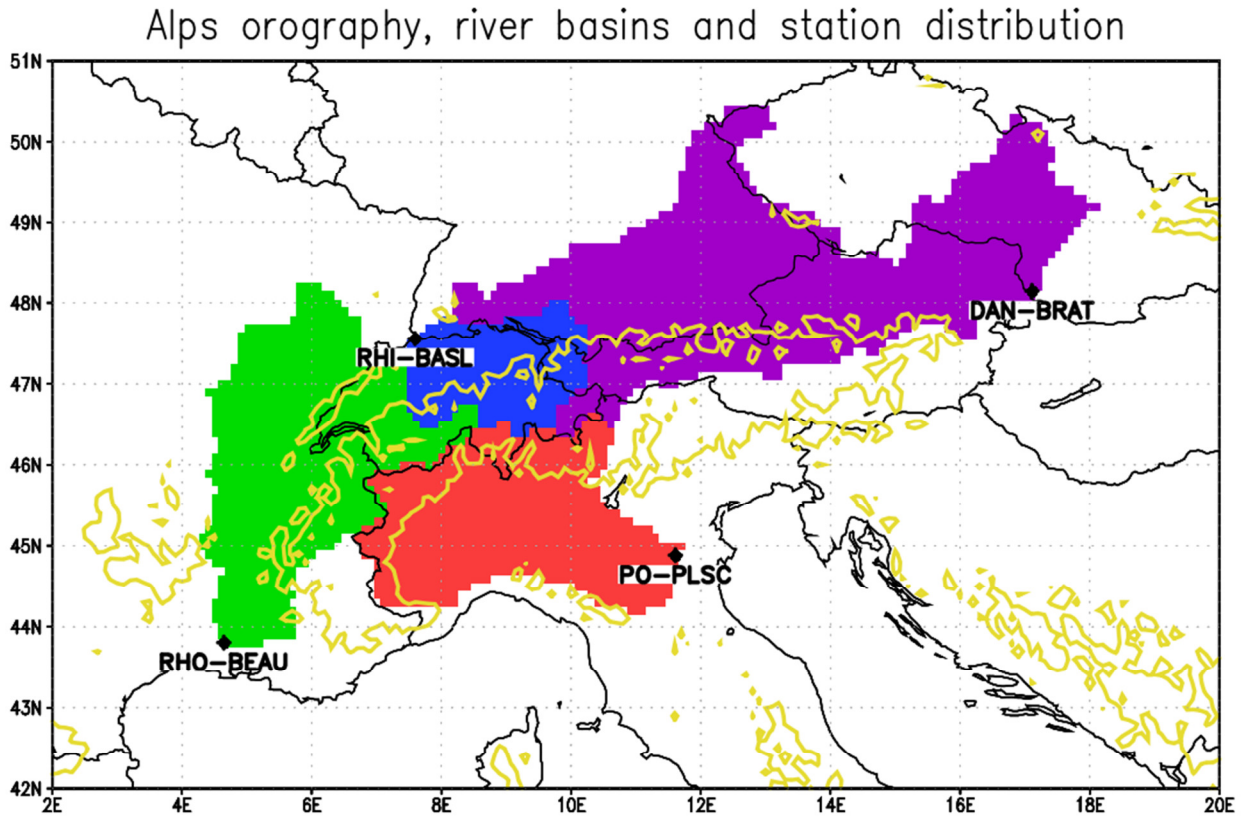 Alps orography, river basins and station distribution
51N
50N
49N
48N
DAN-BRAT
RHI-BASL
47N
46N
45N
PO-PLSC
44N
RHO-BEAU
43N
42N
2E 4E 6E 8E 10E 12E 14E 16E 18E 20E